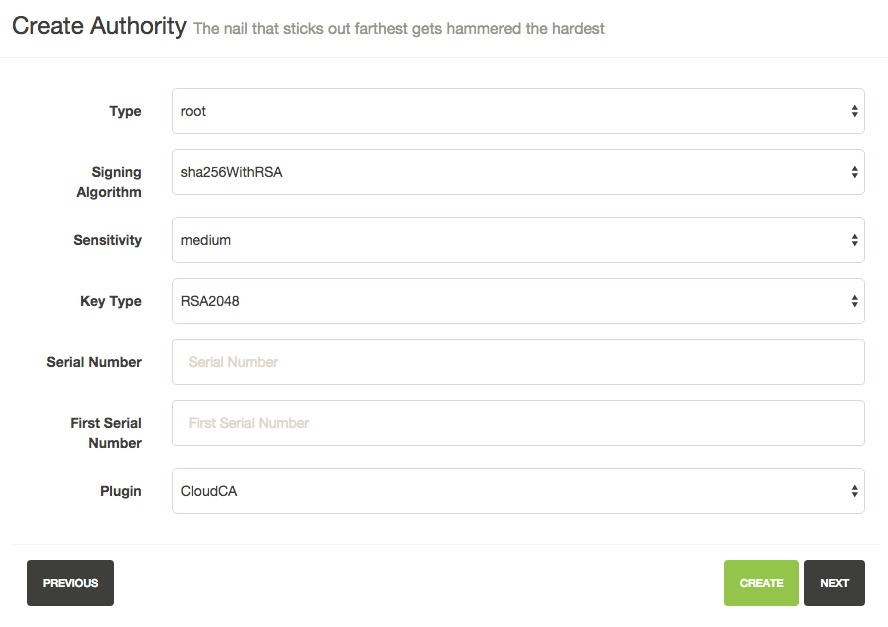 Create Authority The nail that sticks out farthest gets hammered the hardest
Type root
Signing Algorithm sha256WithRSA
Sensitivity medium
Key Type RSA2048
Serial Number Serial Number
First Serial Number First Serial Number
Plugin CloudCA
PREVIOUS CREATE NEXT